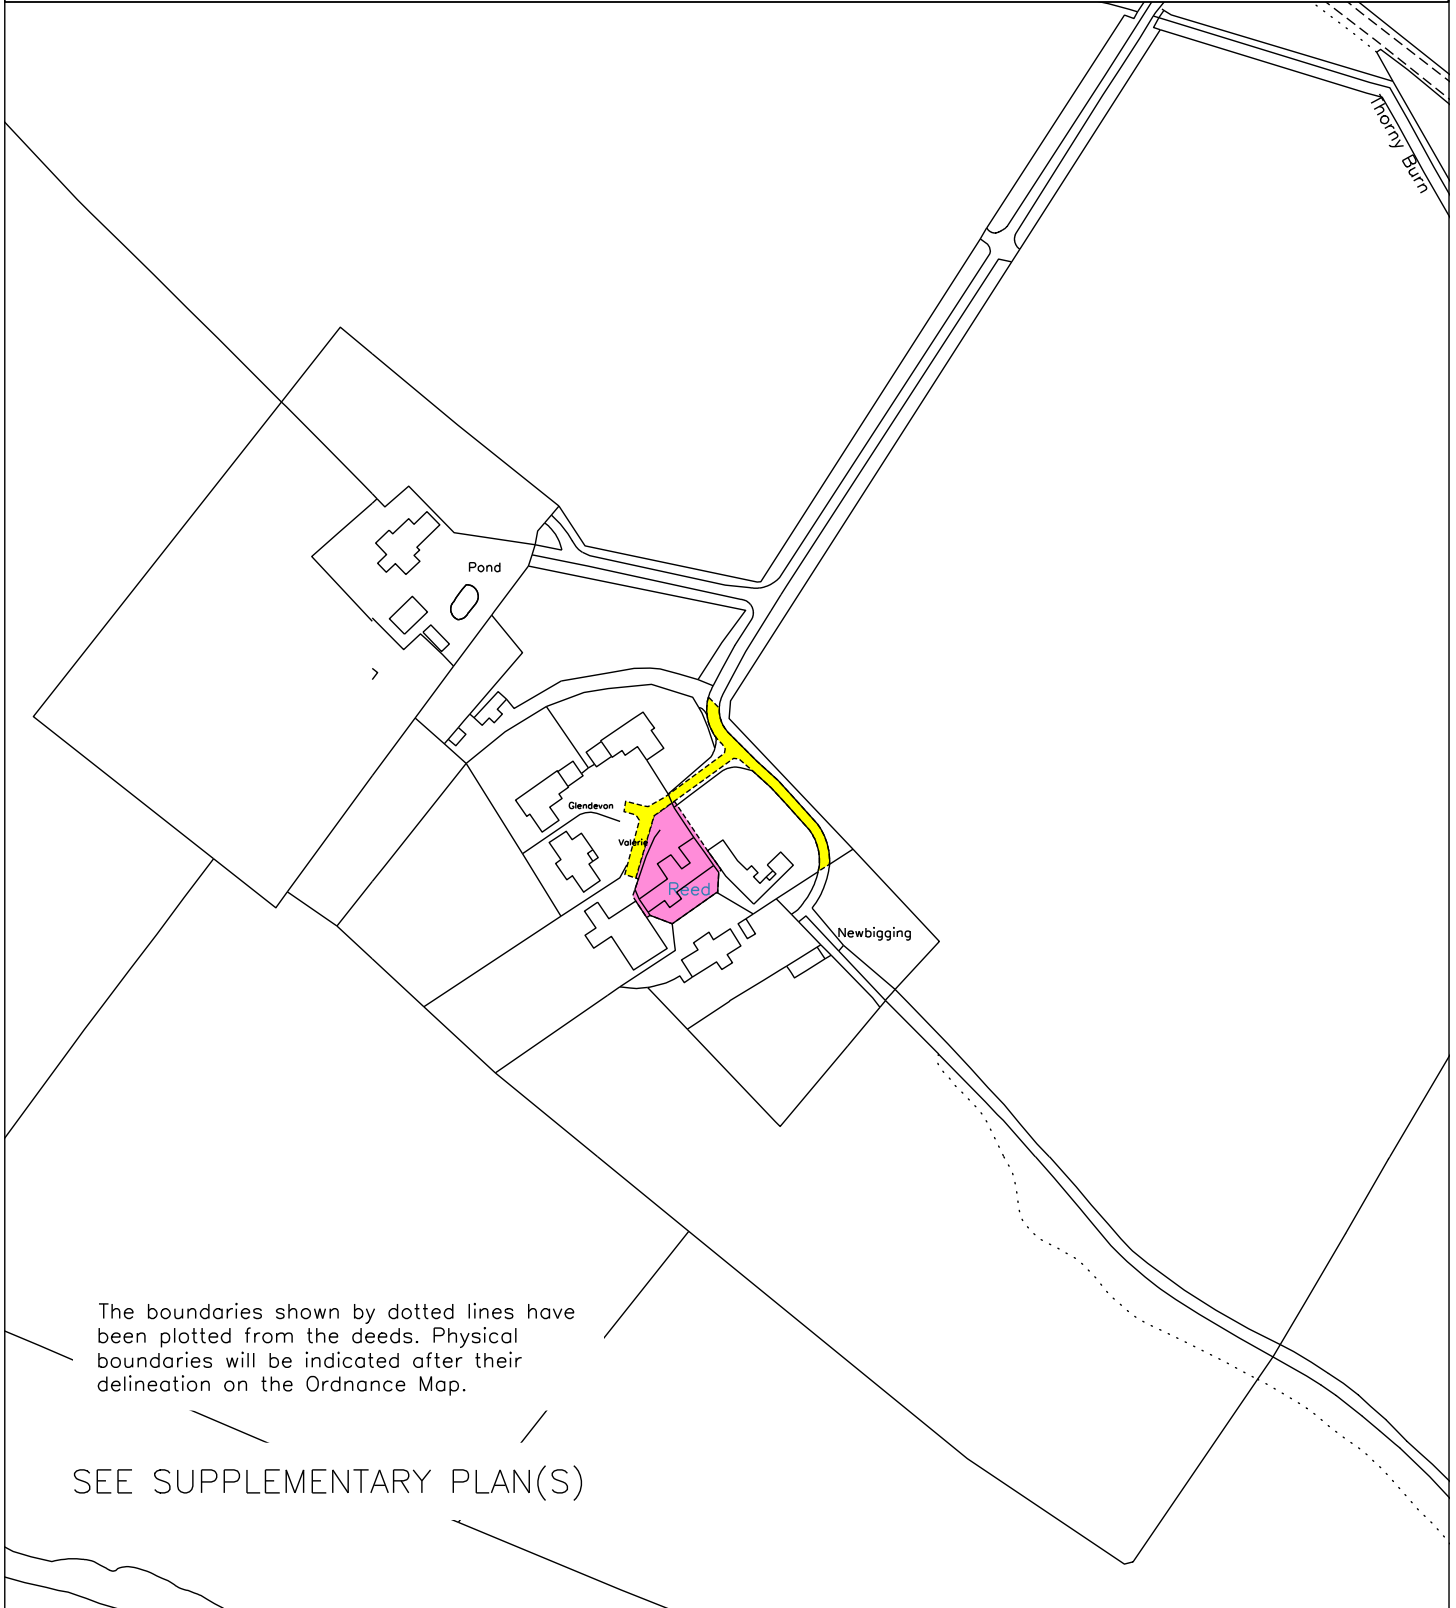 Thorny Burn
Pond
Glendevon
Valerie
Reed
Newbigging
The boundaries shown by dotted lines have
been plotted from the deeds. Physical
boundaries will be indicated after their
delineation on the Ordnance Map.
SEE SUPPLEMENTARY PLAN(S)